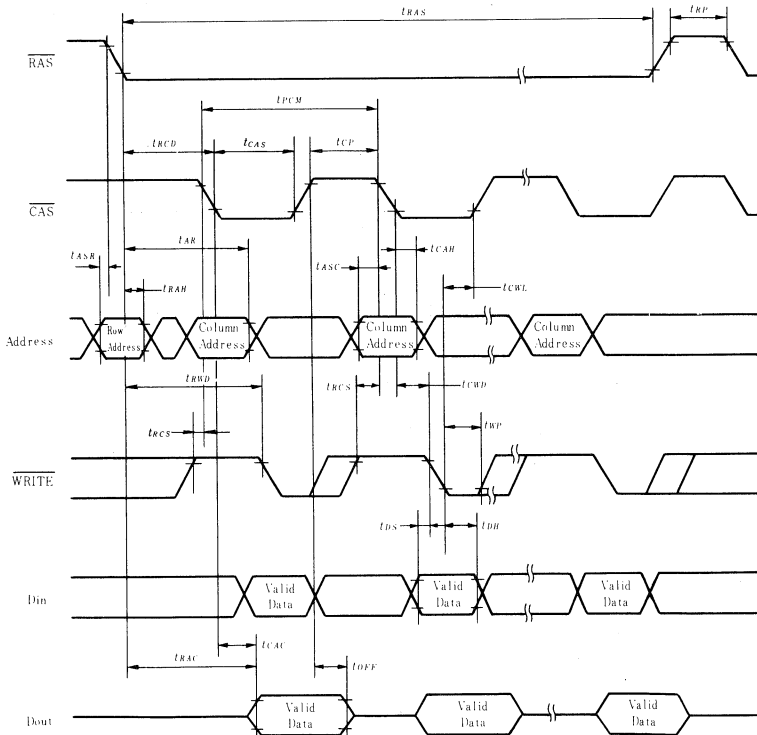 tRAS
tRP
RAS
tPCM
tRCD
tCAS
tCP
CAS
tAR
tCAH
tASR
tASC
tRAH
tCWL
Address
Row Address
Column Address
Column Address
Column Address
tRWD
tRCS
tCWD
tRCS
tWP
WRITE
tDS
tDH
Din
Valid Data
Valid Data
Valid Data
tCAC
tRAC
tOFF
Dout
Valid Data
Valid Data
Valid Data